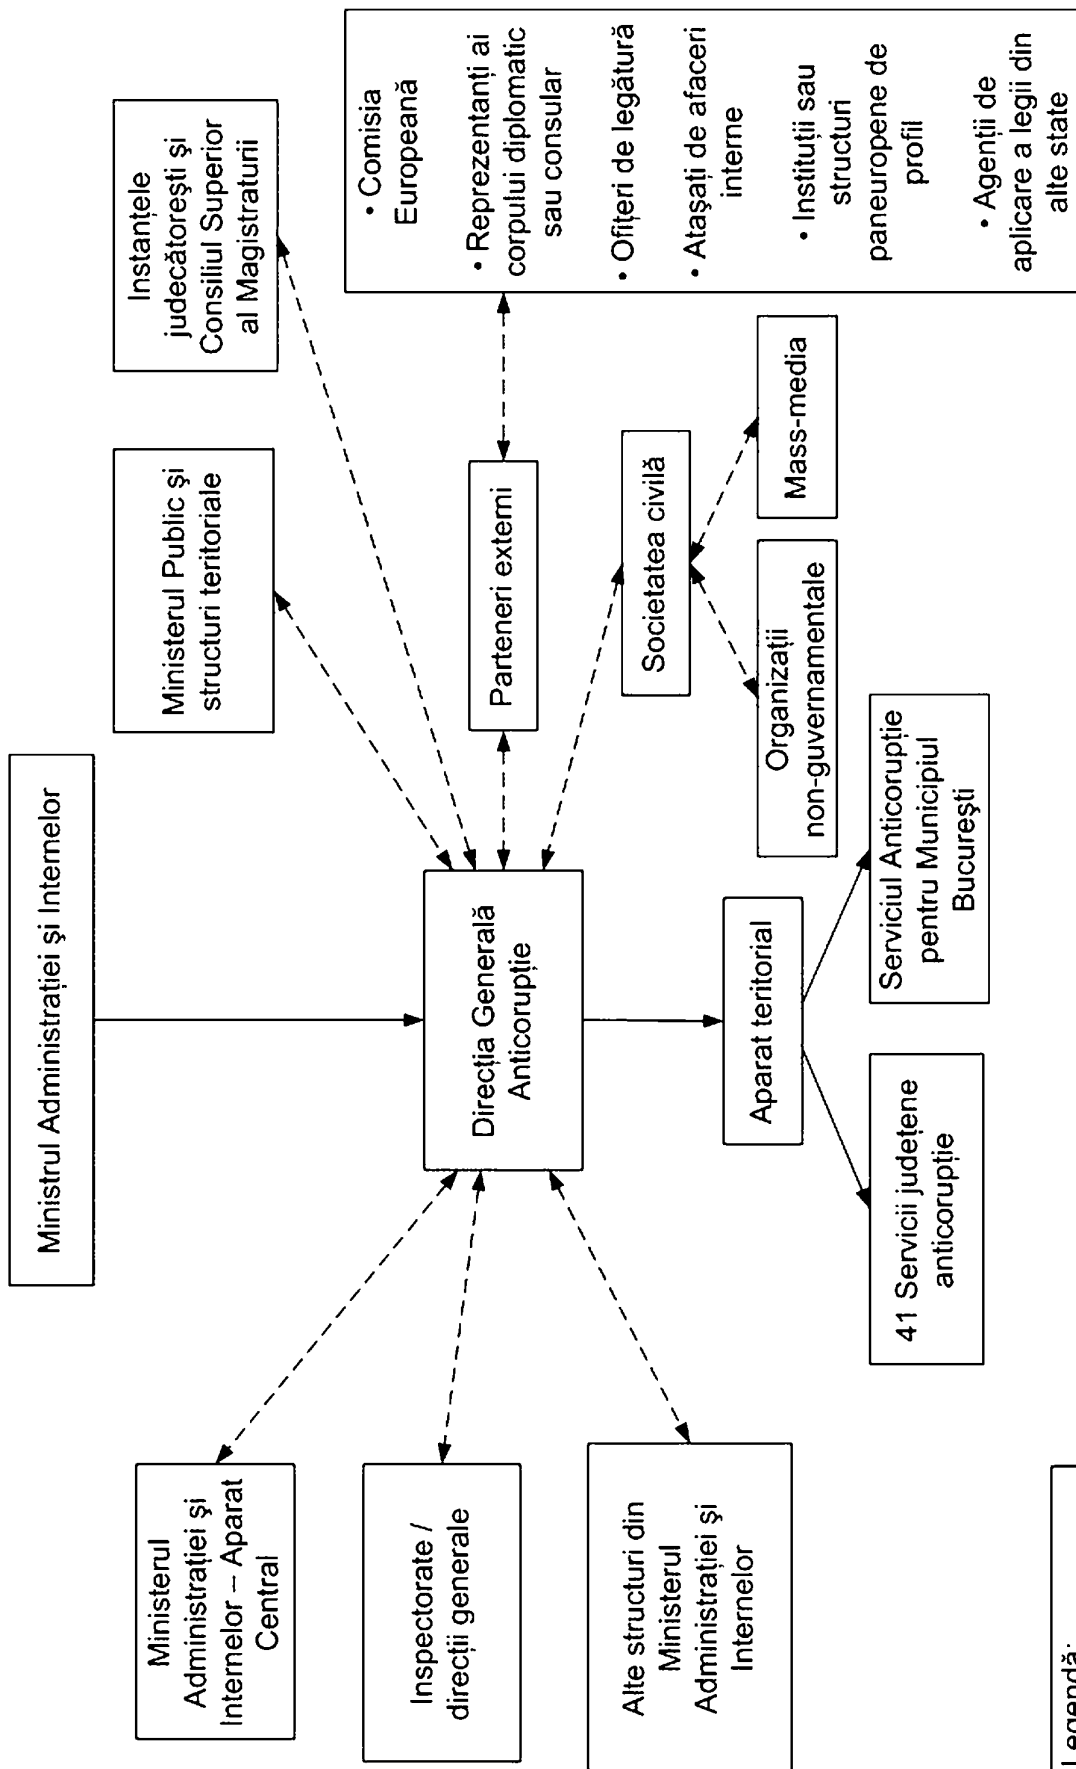 Ministrul Administrației și Internelor
Ministerul Public și
structuri teritoriale
Instanțele
judecătorești și
Consiliul Superior
al Magistraturii
Ministerul
Administrației și
Internelor – Aparat
Central
Inspectorate /
direcții generale
Alte structuri din
Ministerul
Administrației și
Internelor
Direcția Generală
Anticorupție
Parteneri externi
• Comisia
Europeană
• Reprezentanți ai
corpului diplomatic
sau consular
• Ofițeri de legătură
• Atașați de afaceri
interne
• Instituții sau
structuri
paneuropene de
profil
• Agenții de
aplicare a legii din
alte state
Societatea civilă
Organizații
non-guvernamentale
Mass-media
Aparat teritorial
41 Servicii județene
anticorupție
Serviciul Anticorupție
pentru Municipiul
București
Legendă: